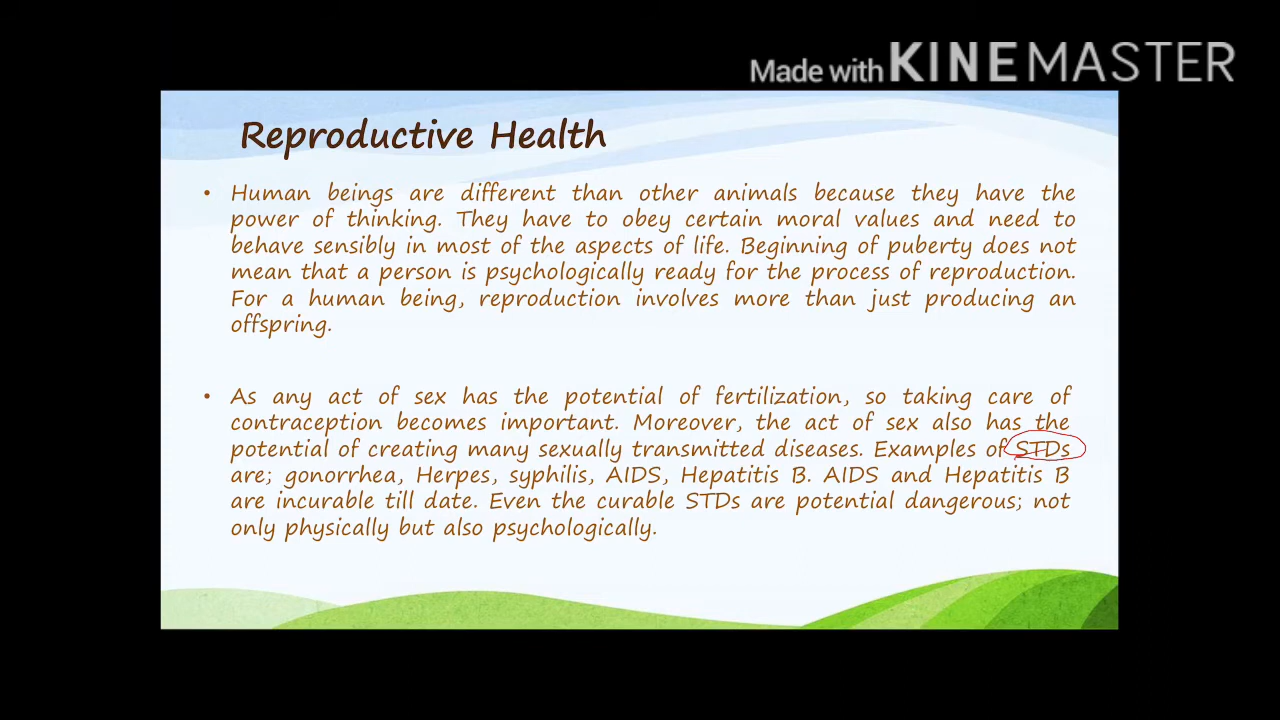 Made with KINEMASTER
Reproductive Health
• Human beings are different than other animals because they have the
power of thinking. They have to obey certain moral values and need to
behave sensibly in most of the aspects of life. Beginning of puberty does not
mean that a person is psychologically ready for the process of reproduction.
For a human being, reproduction involves more than just producing an
offspring.
• As any act of sex has the potential of fertilization, so taking care of
contraception becomes important. Moreover, the act of sex also has the
potential of creating many sexually transmitted diseases. Examples of STDs
are; gonorrhea, Herpes, syphilis, AIDS, Hepatitis B. AIDS and Hepatitis B
are incurable till date. Even the curable STDs are potential dangerous; not
only physically but also psychologically.